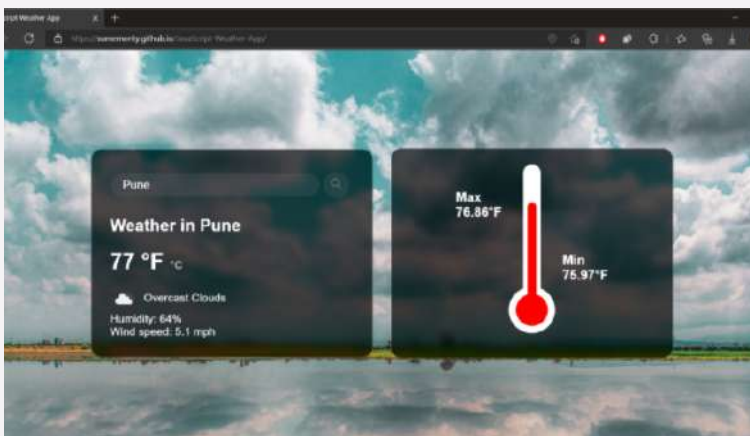 Script Weather App
Pune
Weather in Pune
77 °F °C
Overcast Clouds
Humidity: 64%
Wind speed: 5.1 mph
Max
76.86°F
Min
75.97°F